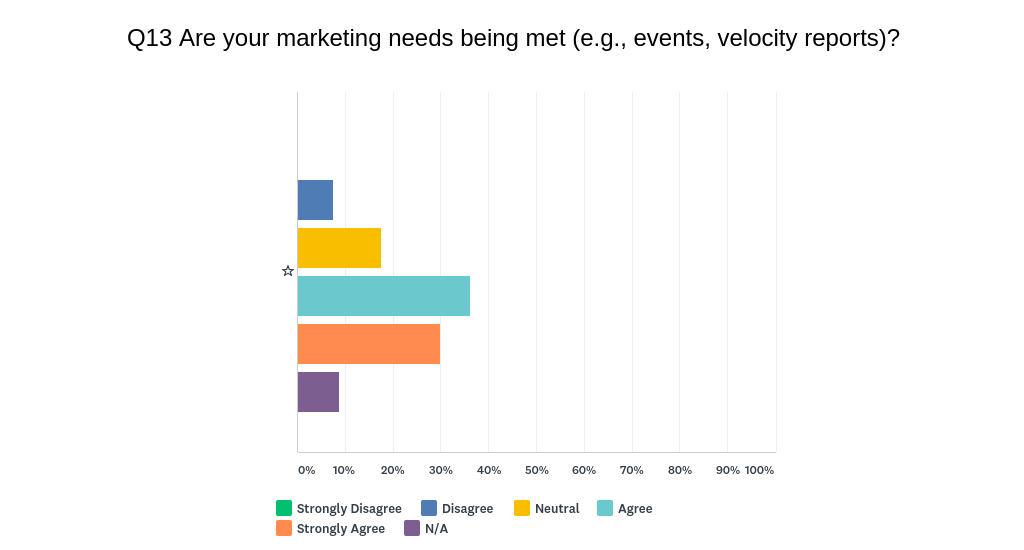 Q13 Are your marketing needs being met (e.g., events, velocity reports)?
☆
0% 10% 20% 30% 40% 50% 60% 70% 80% 90% 100%
Strongly Disagree Disagree Neutral Agree
Strongly Agree N/A